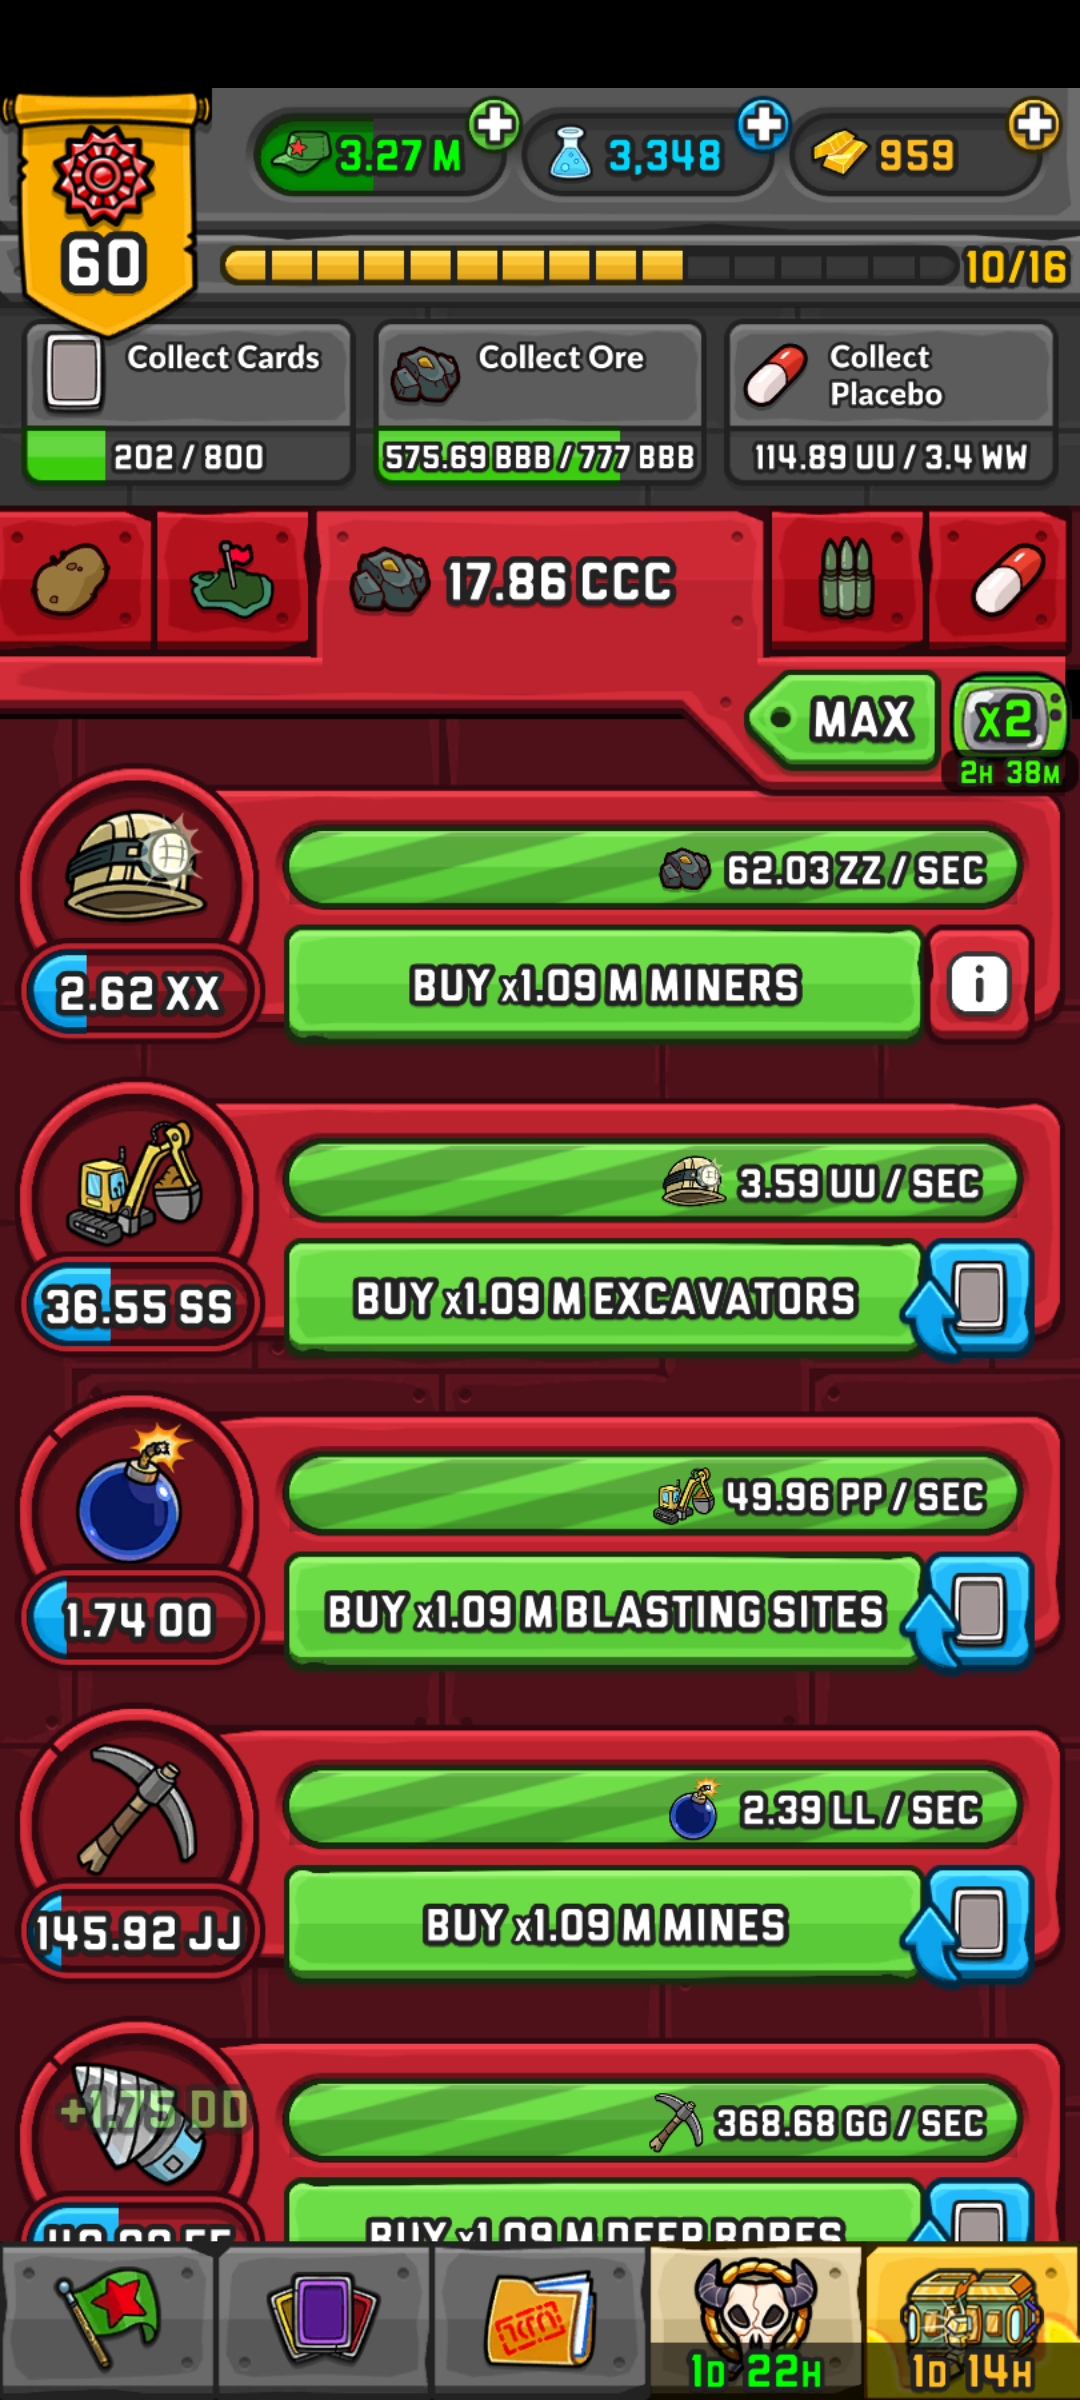 3.27 M
3,348
959
60
10/16
Collect Cards
202 / 800
Collect Ore
575.69 BBB / 777 BBB
Collect
Placebo
114.89 UU / 3.4 WW
17.86 CCC
MAX
x2
2H 38M
62.03 ZZ / SEC
2.62 XX
BUY x1.09 M MINERS
i
3.59 UU / SEC
36.55 SS
BUY x1.09 M EXCAVATORS
49.96 PP / SEC
1.74 OO
BUY x1.09 M BLASTING SITES
2.39 LL / SEC
145.92 JJ
BUY x1.09 M MINES
+1.75 DD
368.68 GG / SEC
BUY x1.09 M DEEP BORES
1D 22H
1D 14H